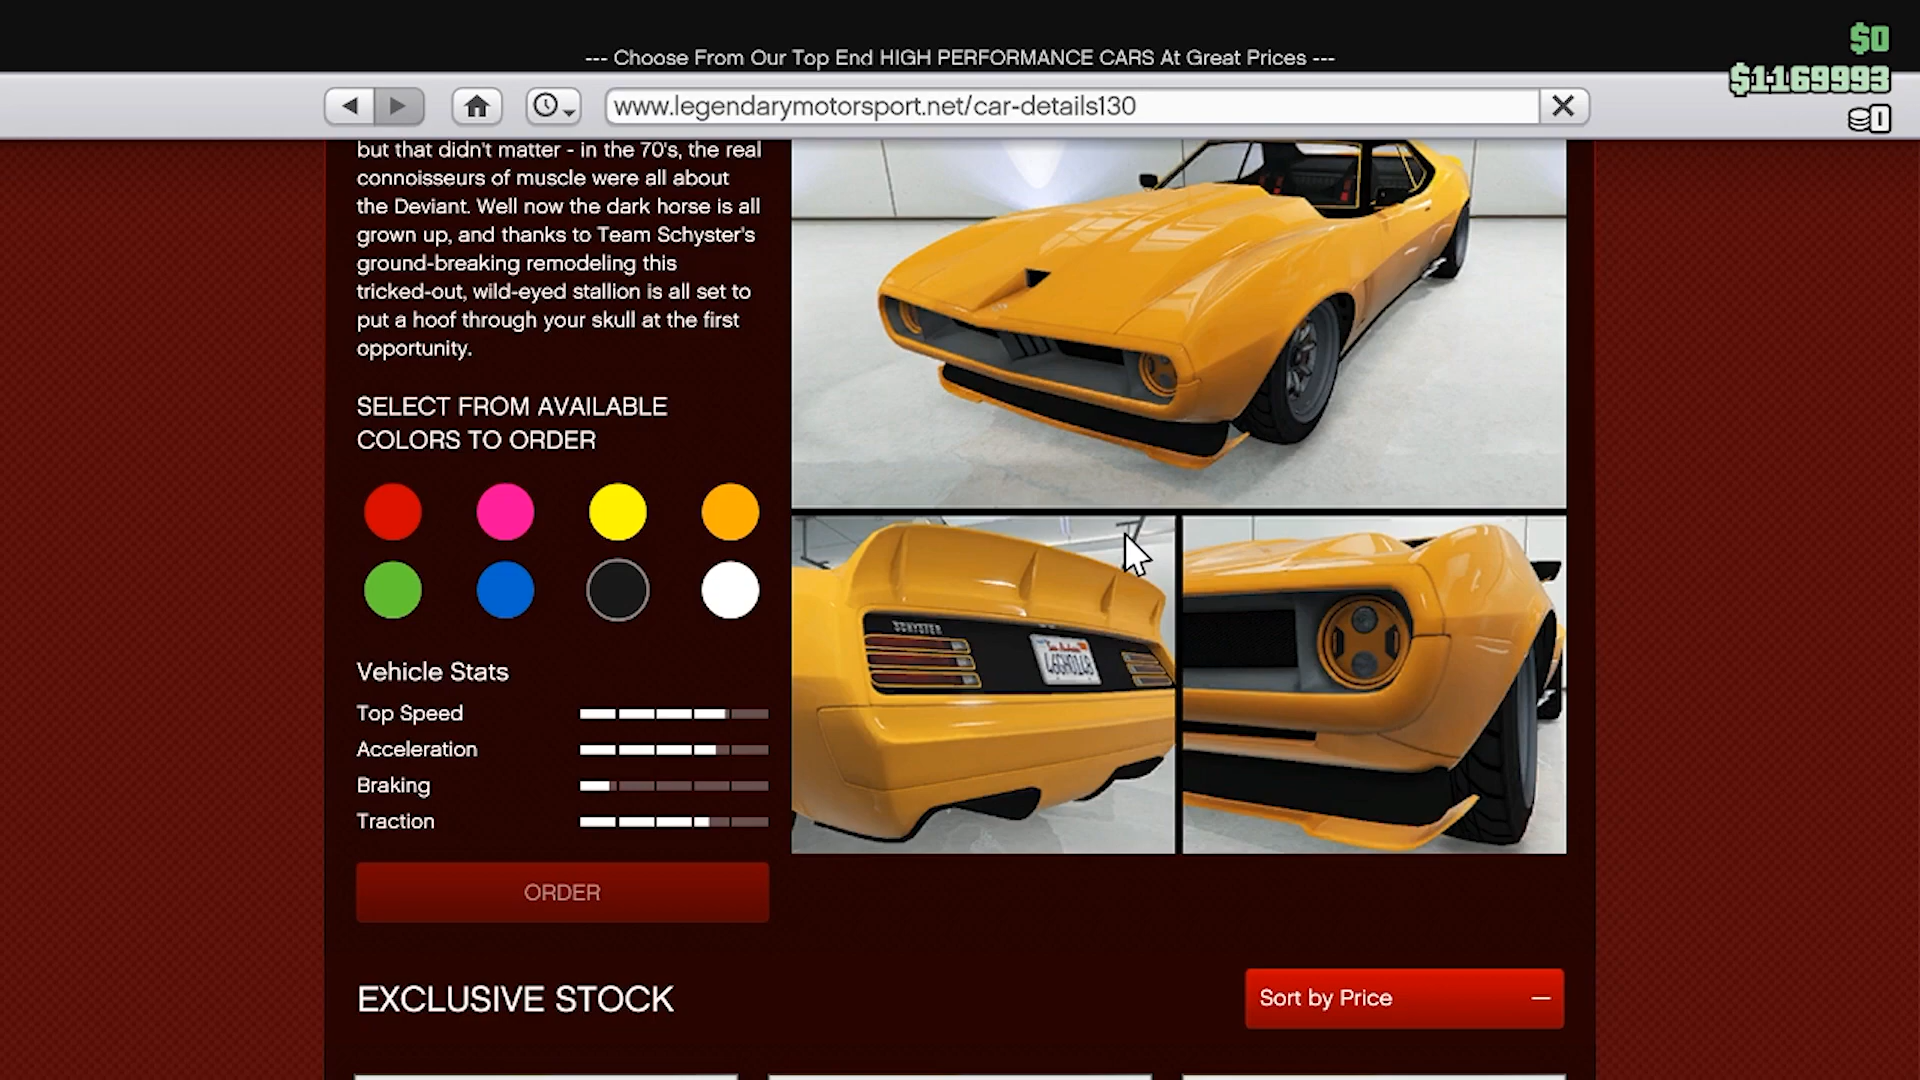 --- Choose From Our Top End HIGH PERFORMANCE CARS At Great Prices ---
$0
$1169993
0
www.legendarymotorsport.net/car-details130
but that didn't matter - in the 70's, the real
connoisseurs of muscle were all about
the Deviant. Well now the dark horse is all
grown up, and thanks to Team Schyster's
ground-breaking remodeling this
tricked-out, wild-eyed stallion is all set to
put a hoof through your skull at the first
opportunity.
SELECT FROM AVAILABLE
COLORS TO ORDER
SCHYSTER
Vehicle Stats
Top Speed
Acceleration
Braking
Traction
ORDER
EXCLUSIVE STOCK
Sort by Price